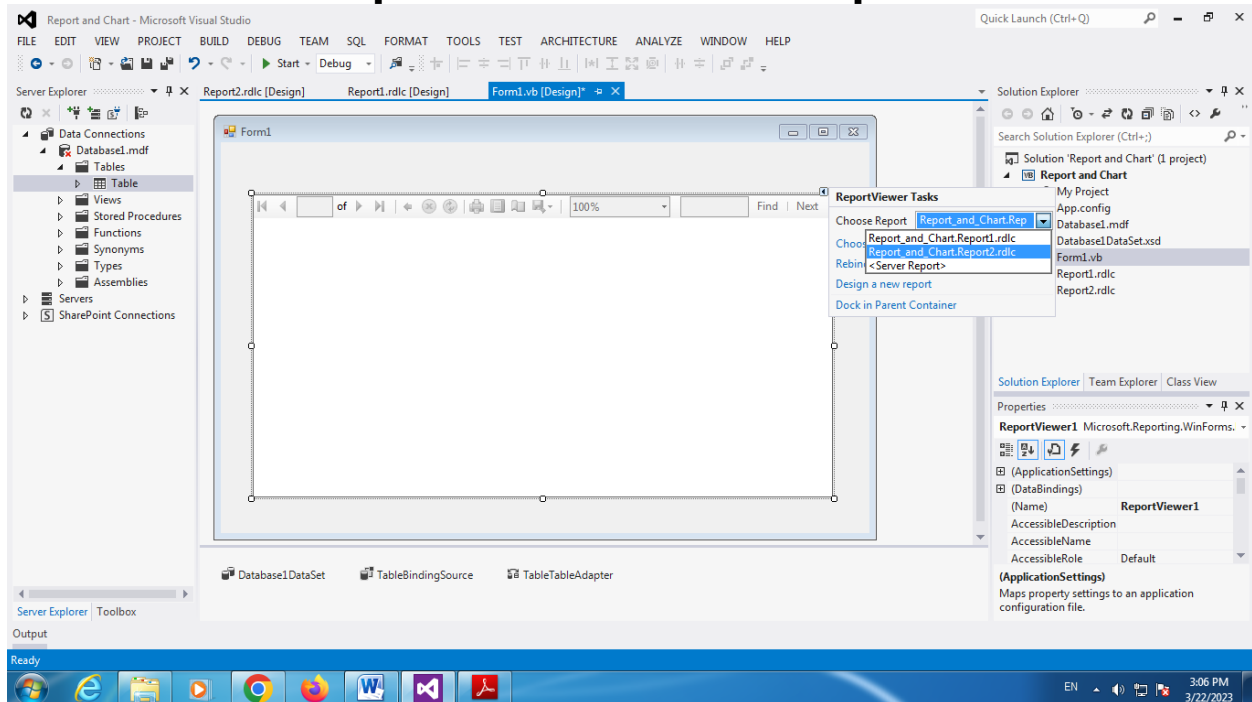 Report and Chart - Microsoft Visual Studio
Quick Launch (Ctrl+Q)
FILE EDIT VIEW PROJECT BUILD DEBUG TEAM SQL FORMAT TOOLS TEST ARCHITECTURE ANALYZE WINDOW HELP
Start - Debug
Server Explorer
Data Connections
Database1.mdf
Tables
Table
Views
Stored Procedures
Functions
Synonyms
Types
Assemblies
Servers
SharePoint Connections
Server Explorer Toolbox
Report2.rdlc [Design] Report1.rdlc [Design] Form1.vb [Design]*
Form1
of 100% Find | Next
ReportViewer Tasks
Choose Report Report_and_Chart.Rep
Report_and_Chart.Report1.rdlc
Report_and_Chart.Report2.rdlc
<Server Report>
Choos
Rebin
Design a new report
Dock in Parent Container
Database1DataSet TableBindingSource TableTableAdapter
Solution Explorer
Search Solution Explorer (Ctrl+;)
Solution 'Report and Chart' (1 project)
VB Report and Chart
My Project
App.config
Database1.mdf
Database1DataSet.xsd
Form1.vb
Report1.rdlc
Report2.rdlc
Solution Explorer Team Explorer Class View
Properties
ReportViewer1 Microsoft.Reporting.WinForms.
(ApplicationSettings)
(DataBindings)
(Name) ReportViewer1
AccessibleDescription
AccessibleName
AccessibleRole Default
(ApplicationSettings)
Maps property settings to an application
configuration file.
Output
Ready
EN
3:06 PM
3/22/2023